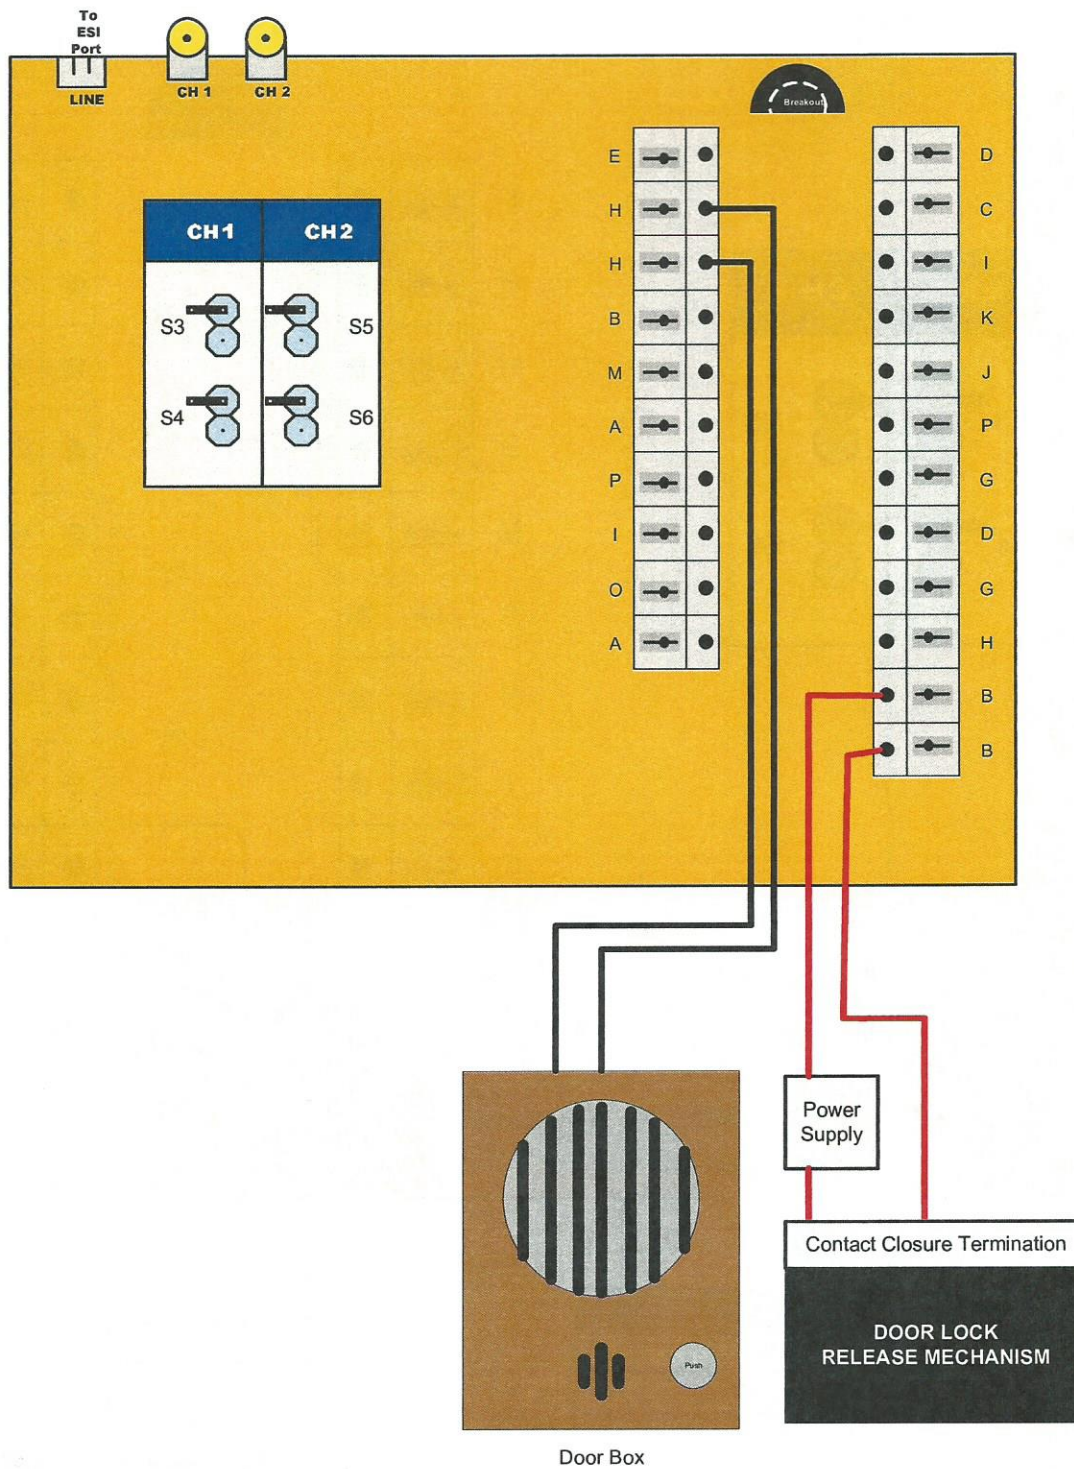 To
ESI
Port
LINE
CH 1
CH 2
Breakout
CH1
CH2
S3
S5
S4
S6
E
H
H
B
M
A
P
I
O
A
D
C
I
K
J
P
G
D
G
H
B
B
Power
Supply
Contact Closure Termination
DOOR LOCK
RELEASE MECHANISM
Push
Door Box